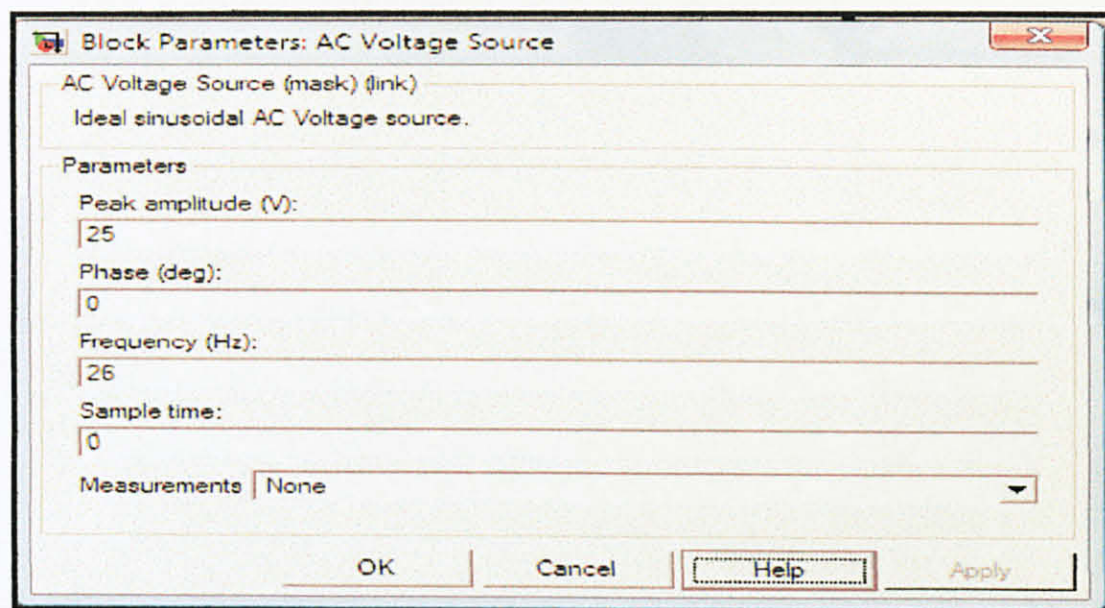 Block Parameters: AC Voltage Source
AC Voltage Source (mask) (link)
Ideal sinusoidal AC Voltage source.
Parameters
Peak amplitude (V):
25
Phase (deg):
0
Frequency (Hz):
26
Sample time:
0
Measurements None
OK Cancel Help Apply